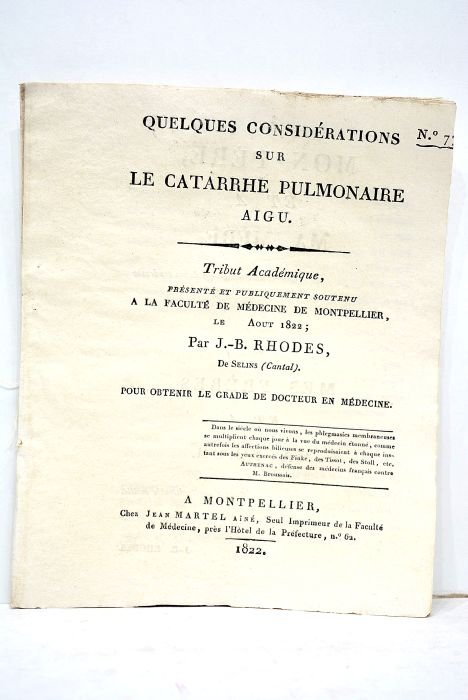 QUELQUES CONSIDÉRATIONS
N.º 7
SUR
LE CATARRHE PULMONAIRE
AIGU.
Tribut Académique,
PRÉSENTÉ ET PUBLIQUEMENT SOUTENU
A LA FACULTÉ DE MÉDECINE DE MONTPELLIER,
LE Aout 1822;
Par J.-B. RHODES,
De Selins (Cantal).
POUR OBTENIR LE GRADE DE DOCTEUR EN MÉDECINE.
Dans le siècle où nous vivons, les phlegmasies membraneuses
se multiplient chaque jour à la vue du médecin étonné, comme
autrefois les affections bilieuses se reproduisaient à chaque ins-
tant sous les yeux exercés des Finke, des Tissot, des Stoll, etc.
Authenac, défense des médecins français contre
M. Broussais.
A MONTPELLIER,
Chez Jean MARTEL aîné, Seul Imprimeur de la Faculté
de Médecine, près l'Hôtel de la Préfecture, n.º 62.
1822.